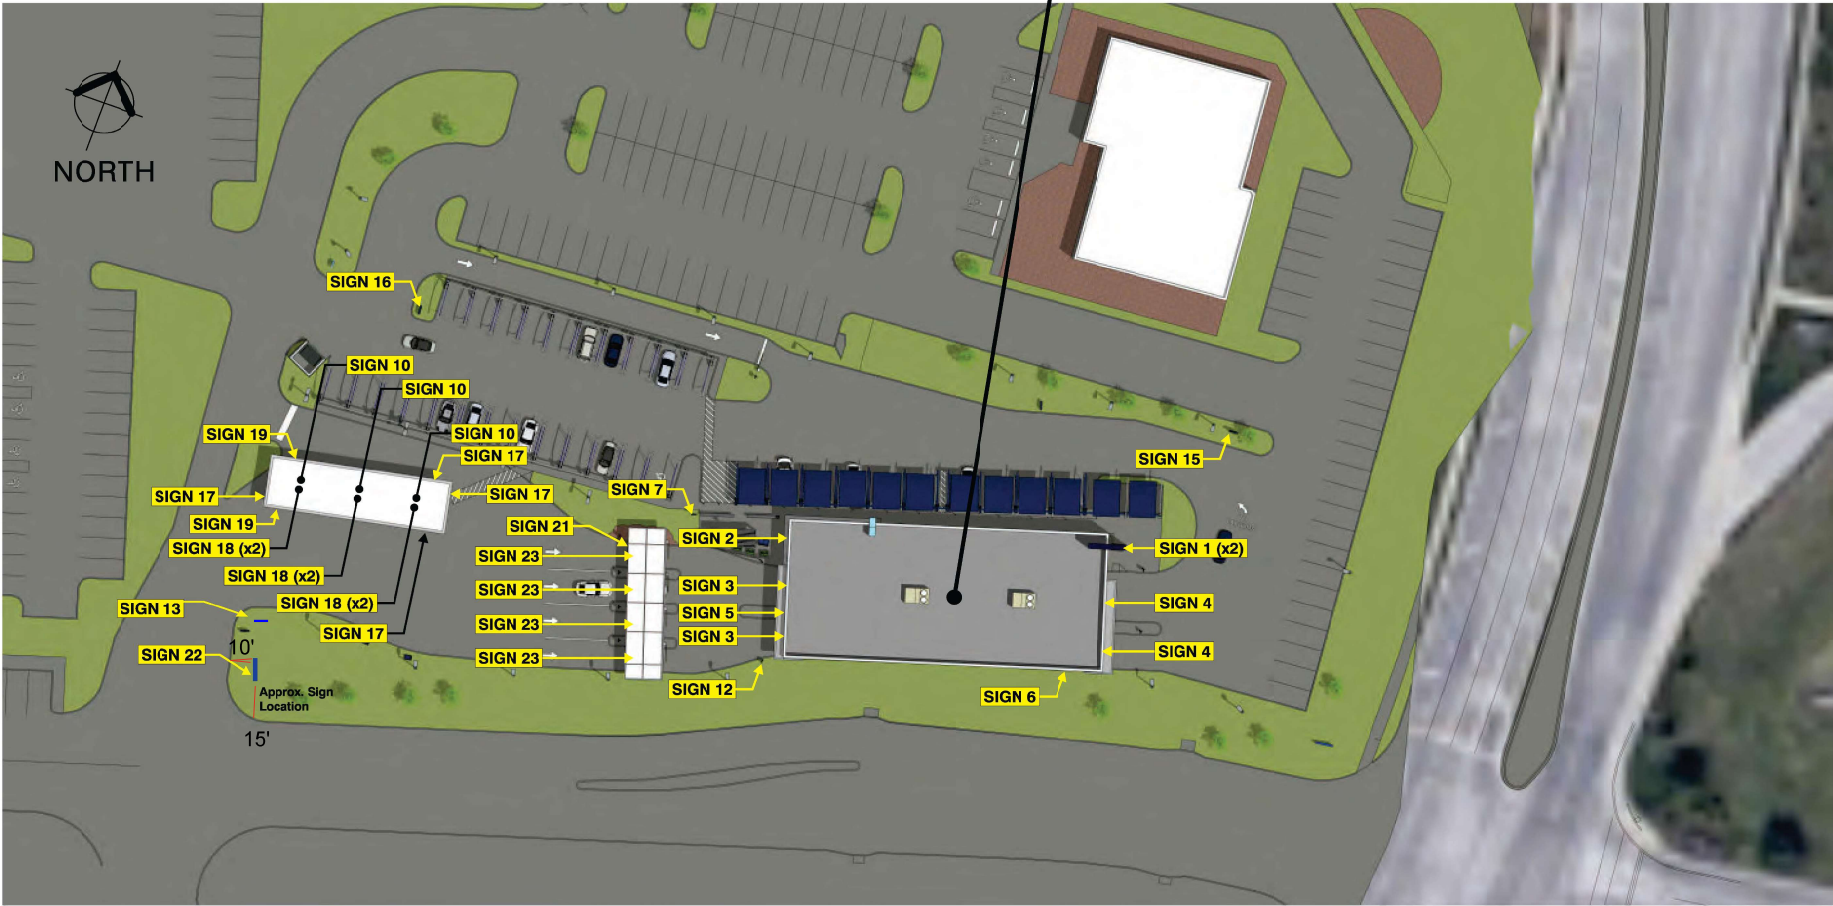 NORTH
SIGN 16
SIGN 10
SIGN 10
SIGN 19
SIGN 10
SIGN 17
SIGN 15
SIGN 17
SIGN 17
SIGN 7
SIGN 19
SIGN 21
SIGN 2
SIGN 18 (x2)
SIGN 1 (x2)
SIGN 23
SIGN 18 (x2)
SIGN 23
SIGN 3
SIGN 13
SIGN 18 (x2)
SIGN 5
SIGN 4
SIGN 17
SIGN 23
SIGN 3
10'
SIGN 22
SIGN 23
SIGN 4
Approx. Sign
Location
SIGN 12
SIGN 6
15'